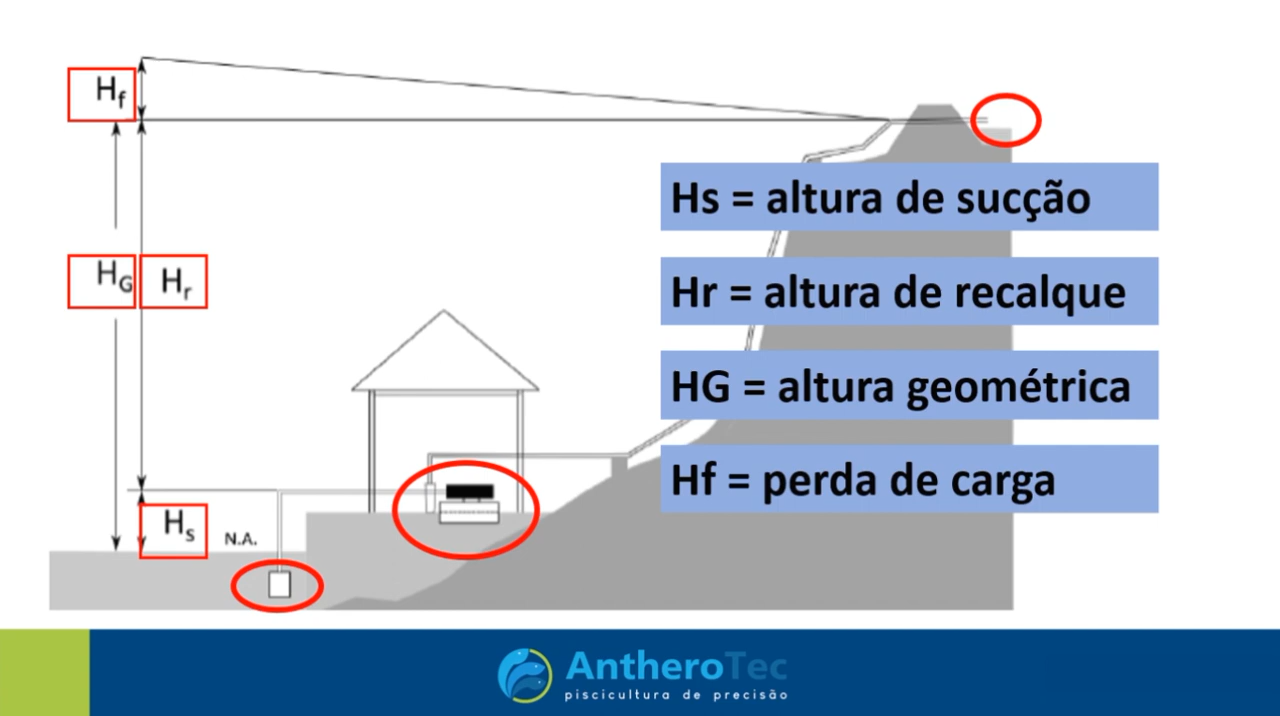 Hf
HG
Hr
Hs
N.A.
Hs = altura de sucção
Hr = altura de recalque
HG = altura geométrica
Hf = perda de carga
AntheroTec
piscicultura de precisão